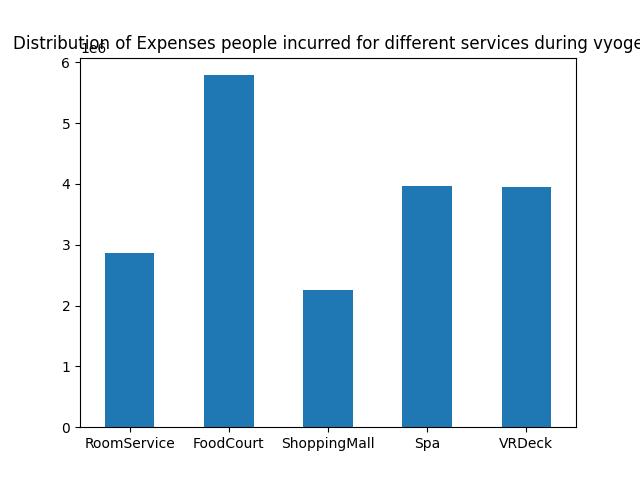 Distribution of Expenses people incurred for different services during vyoge
1e6
6
5
4
3
2
1
0
RoomService FoodCourt ShoppingMall Spa VRDeck